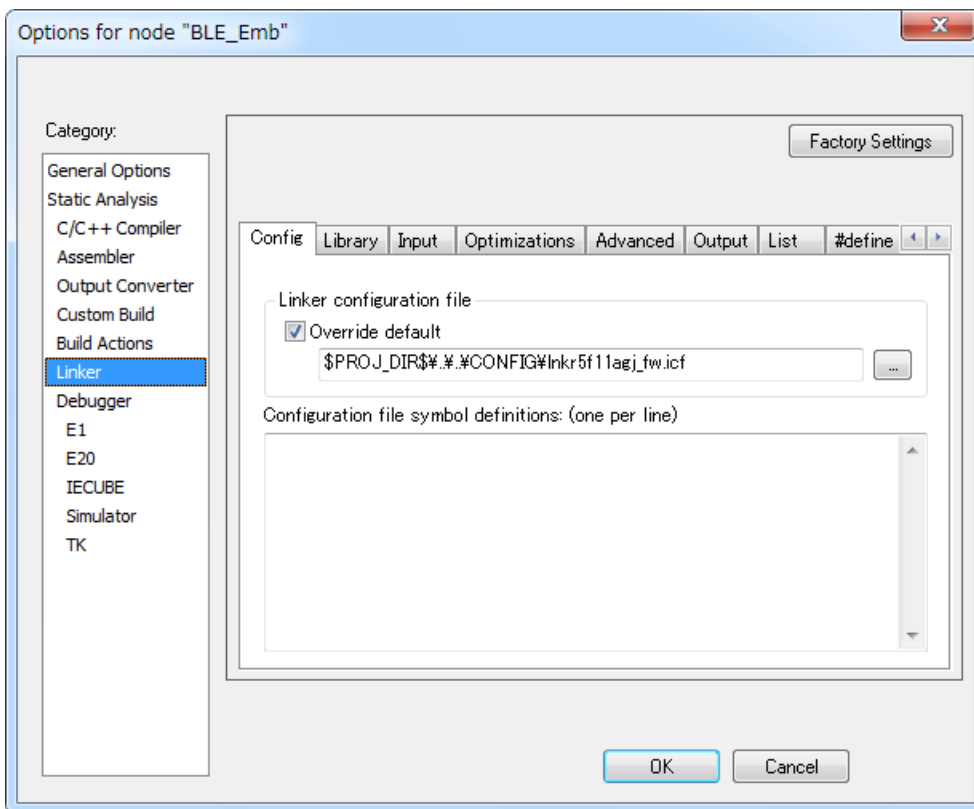 Options for node "BLE_Emb"
Category:
General Options
Static Analysis
C/C++ Compiler
Assembler
Output Converter
Custom Build
Build Actions
Linker
Debugger
E1
E20
IECUBE
Simulator
TK
Factory Settings
Config Library Input Optimizations Advanced Output List #define
Linker configuration file
Override default
$PROJ_DIR$¥..¥..¥CONFIG¥lnkr5f11agj_fw.icf
...
Configuration file symbol definitions: (one per line)
OK Cancel